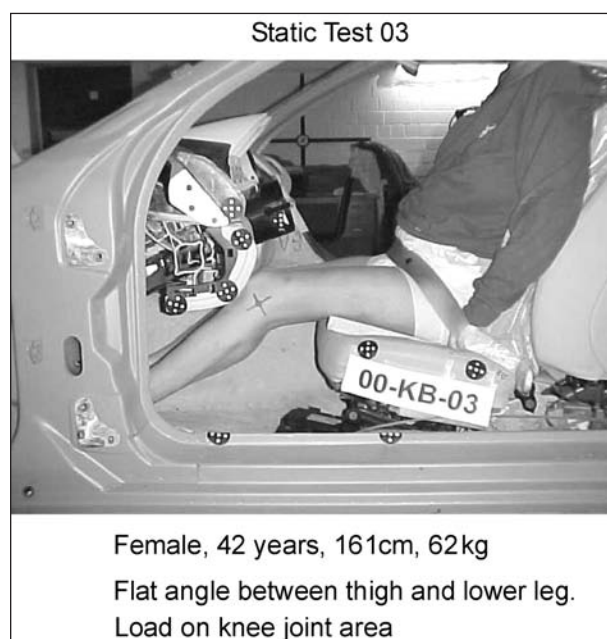 Static Test 03
00-KB-03
Female, 42 years, 161cm, 62kg
Flat angle between thigh and lower leg.
Load on knee joint area